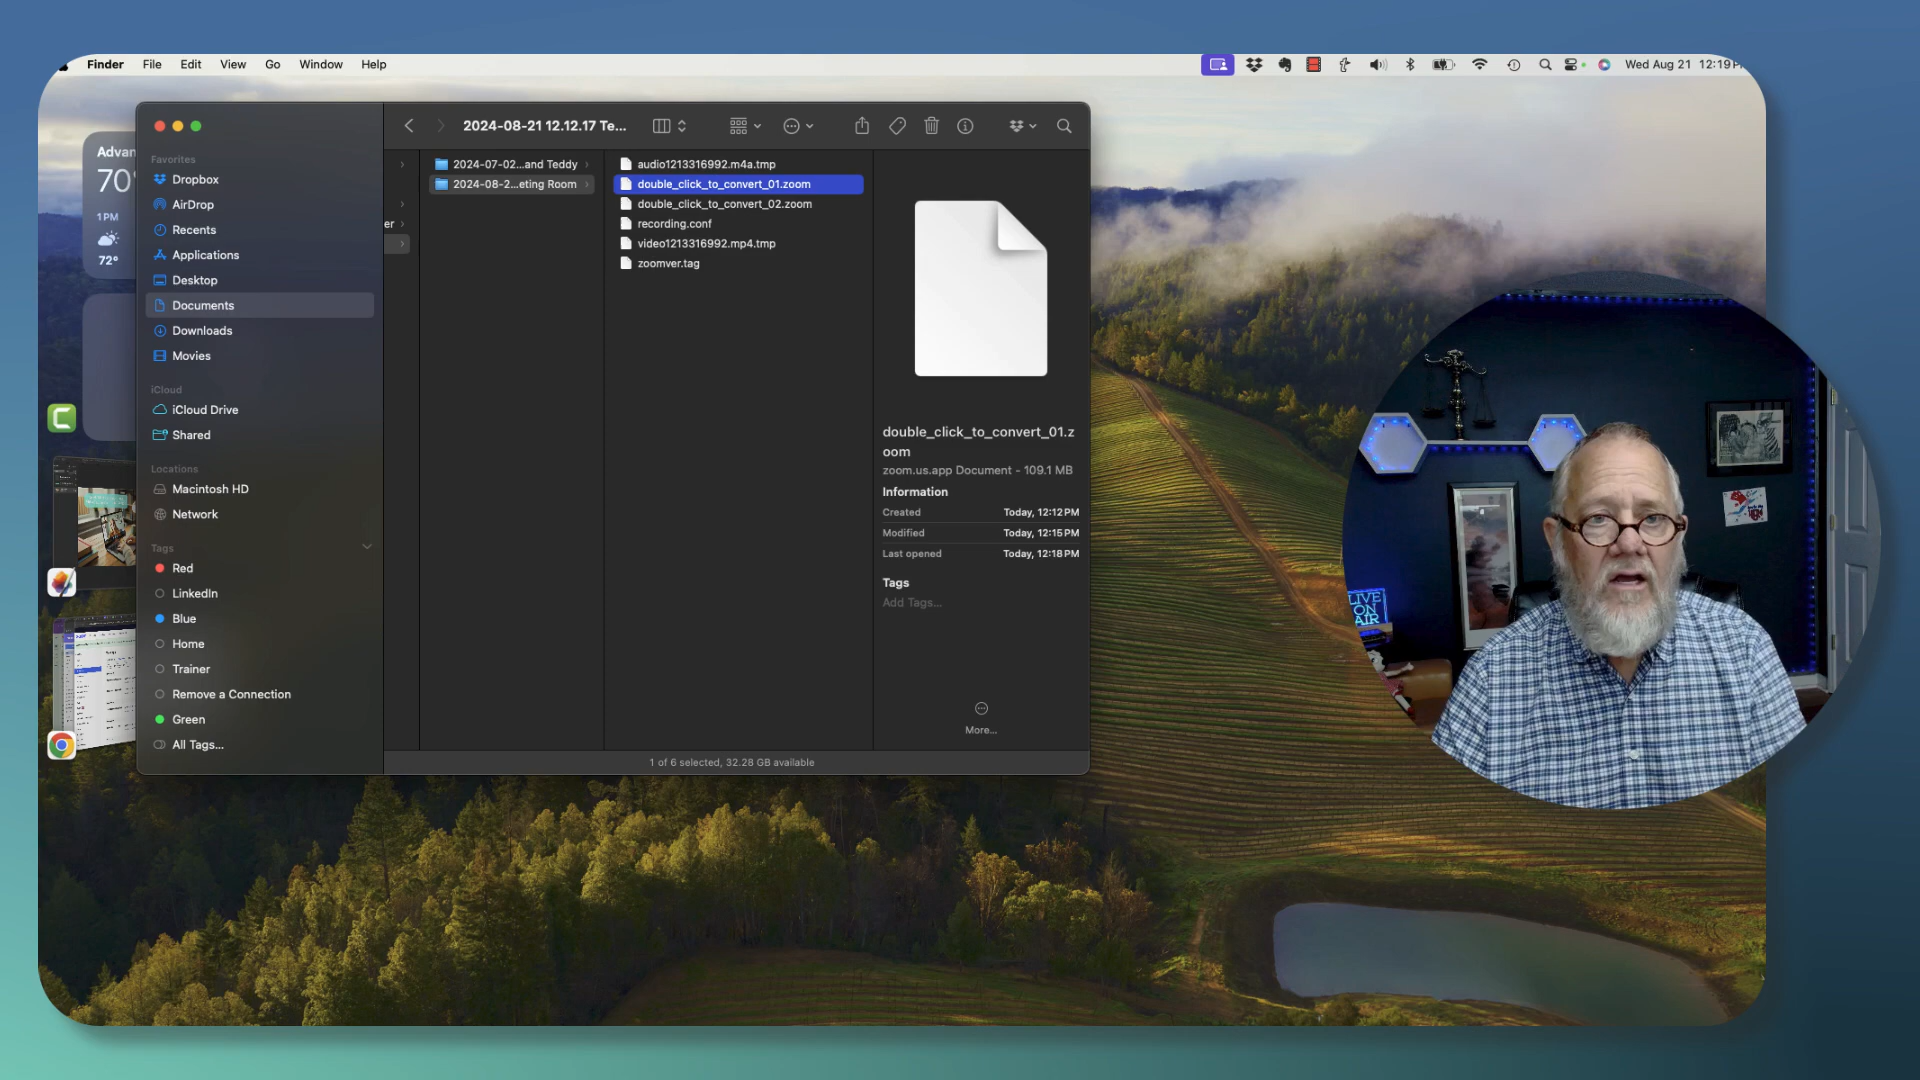 Finder File Edit View Go Window Help
Wed Aug 21 12:19
Advan
70°
1PM
72°
Favorites
Dropbox
AirDrop
Recents
Applications
Desktop
Documents
Downloads
Movies
iCloud
iCloud Drive
Shared
Locations
Macintosh HD
Network
Tags
Red
LinkedIn
Blue
Home
Trainer
Remove a Connection
Green
All Tags...
2024-08-21 12.12.17 Te...
er
2024-07-02...and Teddy
2024-08-2...eting Room
audio1213316992.m4a.tmp
double_click_to_convert_01.zoom
double_click_to_convert_02.zoom
recording.conf
video1213316992.mp4.tmp
zoomver.tag
double_click_to_convert_01.z
oom
zoom.us.app Document - 109.1 MB
Information
Created Today, 12:12 PM
Modified Today, 12:15 PM
Last opened Today, 12:18 PM
Tags
Add Tags...
More...
1 of 6 selected, 32.28 GB available
LIVE
ON
AIR